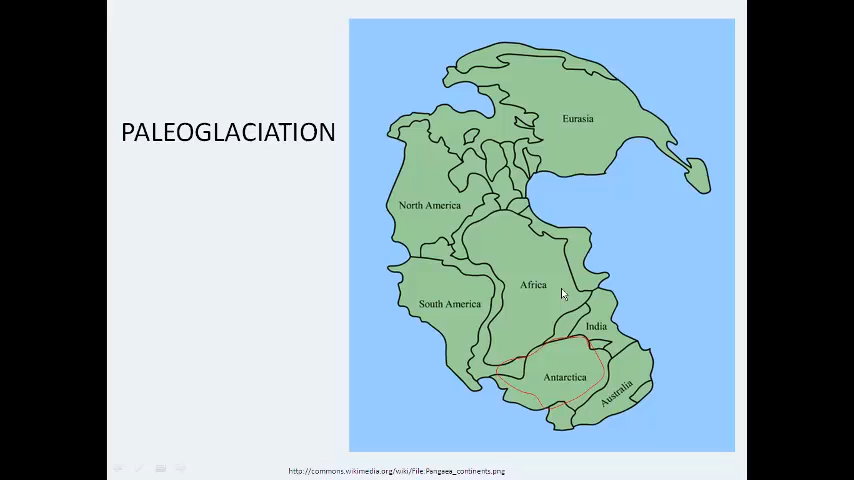 PALEOGLACIATION
Eurasia
North America
Africa
South America
India
Antarctica
Australia
http://commons.wikimedia.org/wiki/File:Pangaea_continents.png